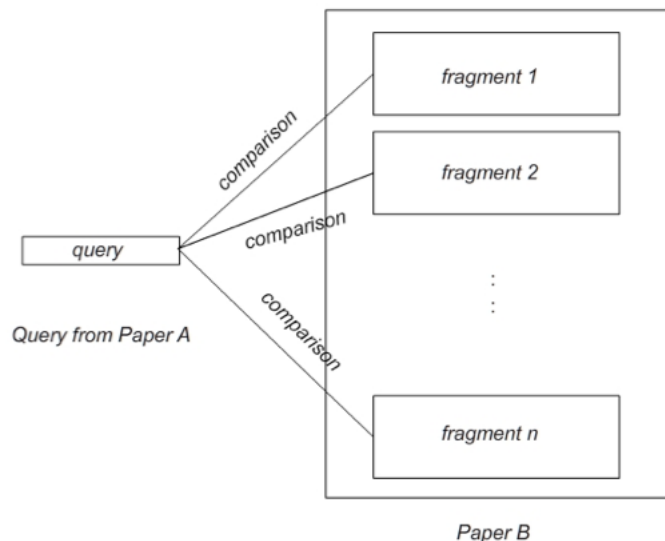 fragment 1
comparison
fragment 2
comparison
query
Query from Paper A
comparison
fragment n
Paper B